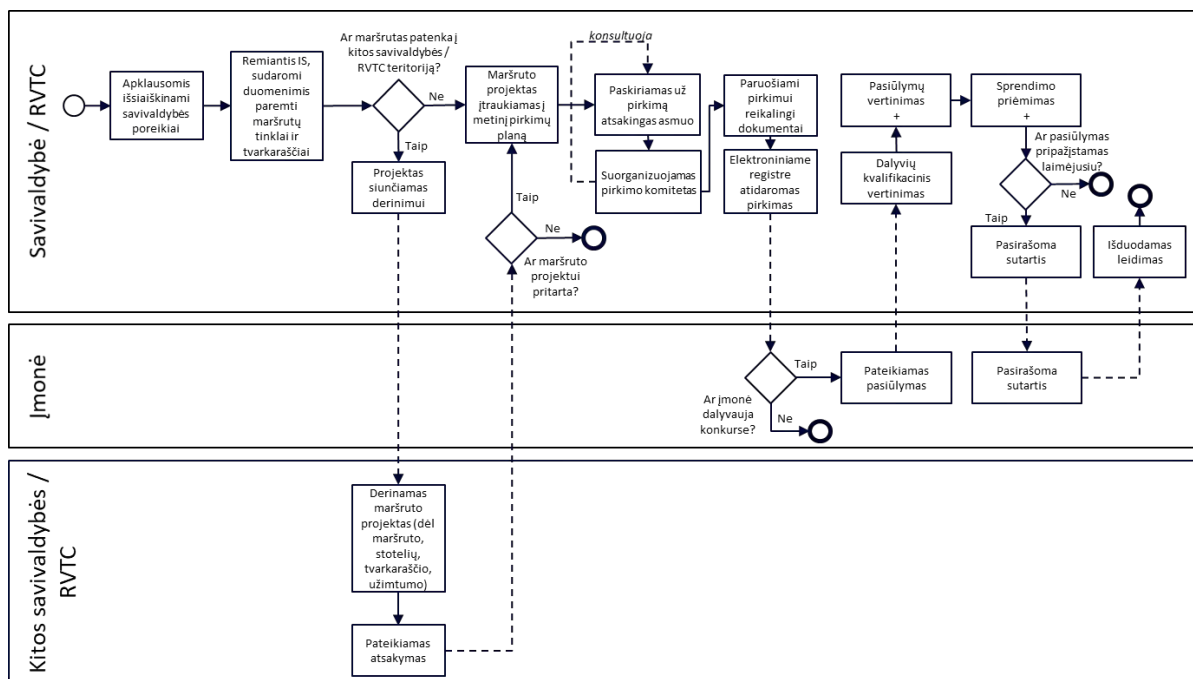 Savivaldybė / RVTC
Apklausomis
išsiaiškinami
savivaldybės
poreikiai
Remiantis IS,
sudaromi
duomenimis
paremti
maršrutų
tinklai ir
tvarkaraščiai
Ar maršrutas patenka į
kitos savivaldybės /
RVTC teritoriją?
Ne
Taip
Projektas
siunčiamas
derinimui
Maršruto
projektas
įtraukiamas į
metinį pirkimų
planą
Taip
Ne
Ar maršruto
projektui
pritarta?
konsultuoja
Paskiriamas už
pirkimą
atsakingas asmuo
Suorganizuojamas
pirkimo komitetas
Paruošiami
pirkimui
reikalingi
dokumentai
Elektroniniame
registre
atidaromas
pirkimas
Pasiūlymų
vertinimas
+
Dalyvių
kvalifikacinis
vertinimas
Sprendimo
priėmimas
+
Ar pasiūlymas
pripažįstamas
laimėjusiu?
Ne
Taip
Pasirašoma
sutartis
Išduodamas
leidimas
Įmonė
Ar įmonė
dalyvauja
konkurse?
Taip
Ne
Pateikiamas
pasiūlymas
Pasirašoma
sutartis
Kitos savivaldybės /
RVTC
Derinamas
maršruto
projektas (dėl
maršruto,
stotelių,
tvarkaraščio,
užimtumo)
Pateikiamas
atsakymas